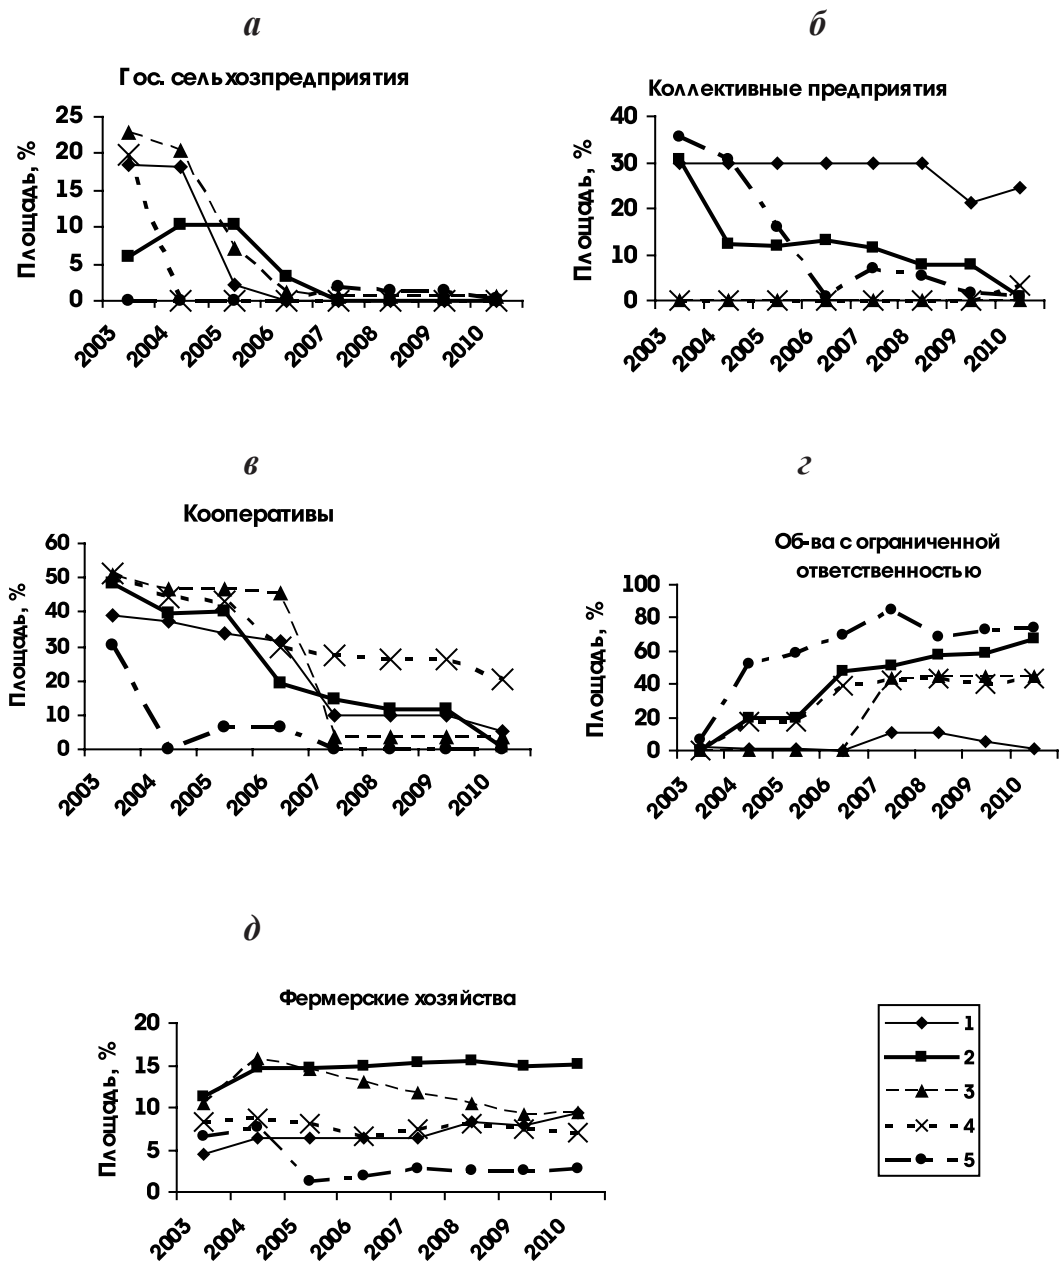 а
Гос. сельхозпредприятия
Площадь, %
25
20
15
10
5
0
2003 2004 2005 2006 2007 2008 2009 2010
б
Коллективные предприятия
Площадь, %
40
30
20
10
0
2003 2004 2005 2006 2007 2008 2009 2010
в
Кооперативы
Площадь, %
60
50
40
30
20
10
0
2003 2004 2005 2006 2007 2008 2009 2010
г
Об-ва с ограниченной
ответственностью
Площадь, %
100
80
60
40
20
0
2003 2004 2005 2006 2007 2008 2009 2010
д
Фермерские хозяйства
Площадь, %
20
15
10
5
0
2003 2004 2005 2006 2007 2008 2009 2010
1
2
3
4
5